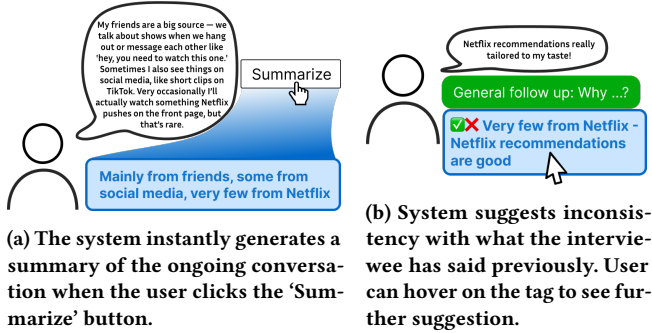 My friends are a big source — we
talk about shows when we hang
out or message each other like
'hey, you need to watch this one.'
Sometimes I also see things on
social media, like short clips on
TikTok. Very occasionally I'll
actually watch something Netflix
pushes on the front page, but
that's rare.
Summarize
Mainly from friends, some from
social media, very few from Netflix
(a) The system instantly generates a
summary of the ongoing conversa-
tion when the user clicks the 'Sum-
marize' button.
Netflix recommendations really
tailored to my taste!
General follow up: Why ...?
✅❌ Very few from Netflix -
Netflix recommendations
are good
(b) System suggests inconsis-
tency with what the intervie-
wee has said previously. User
can hover on the tag to see fur-
ther suggestion.